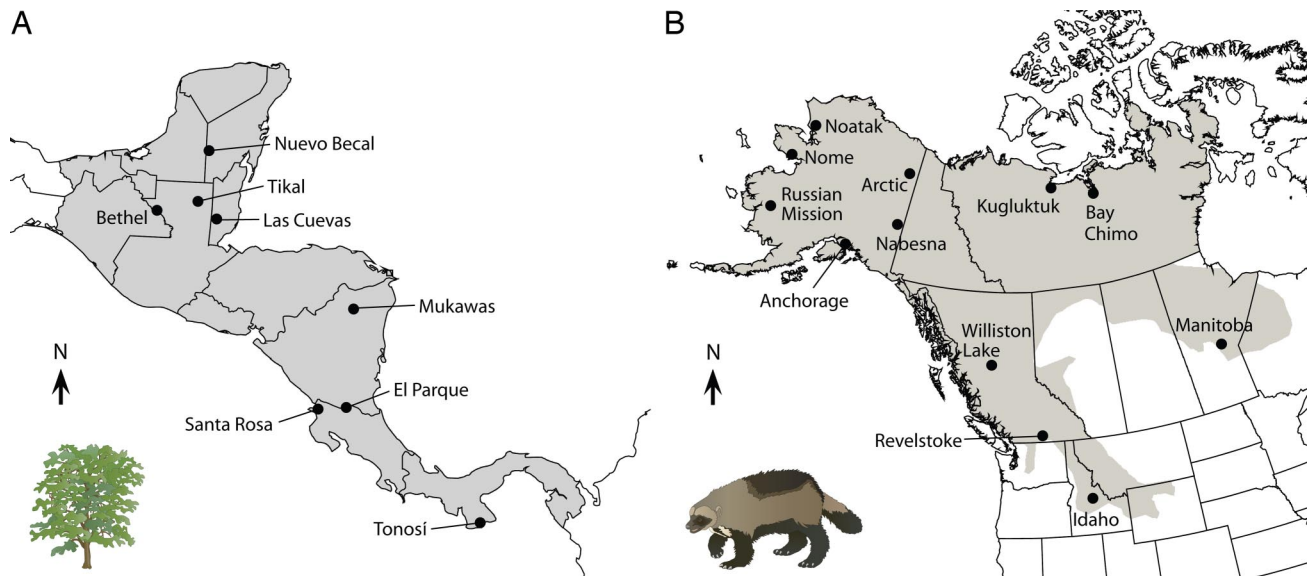 A
Nuevo Becal
Tikal
Bethel
Las Cuevas
Mukawas
N
El Parque
Santa Rosa
Tonosí
B
Noatak
Nome
Arctic
Russian
Mission
Kugluktuk
Bay
Chimo
Nabesna
Anchorage
Williston
Lake
Manitoba
N
Revelstoke
Idaho